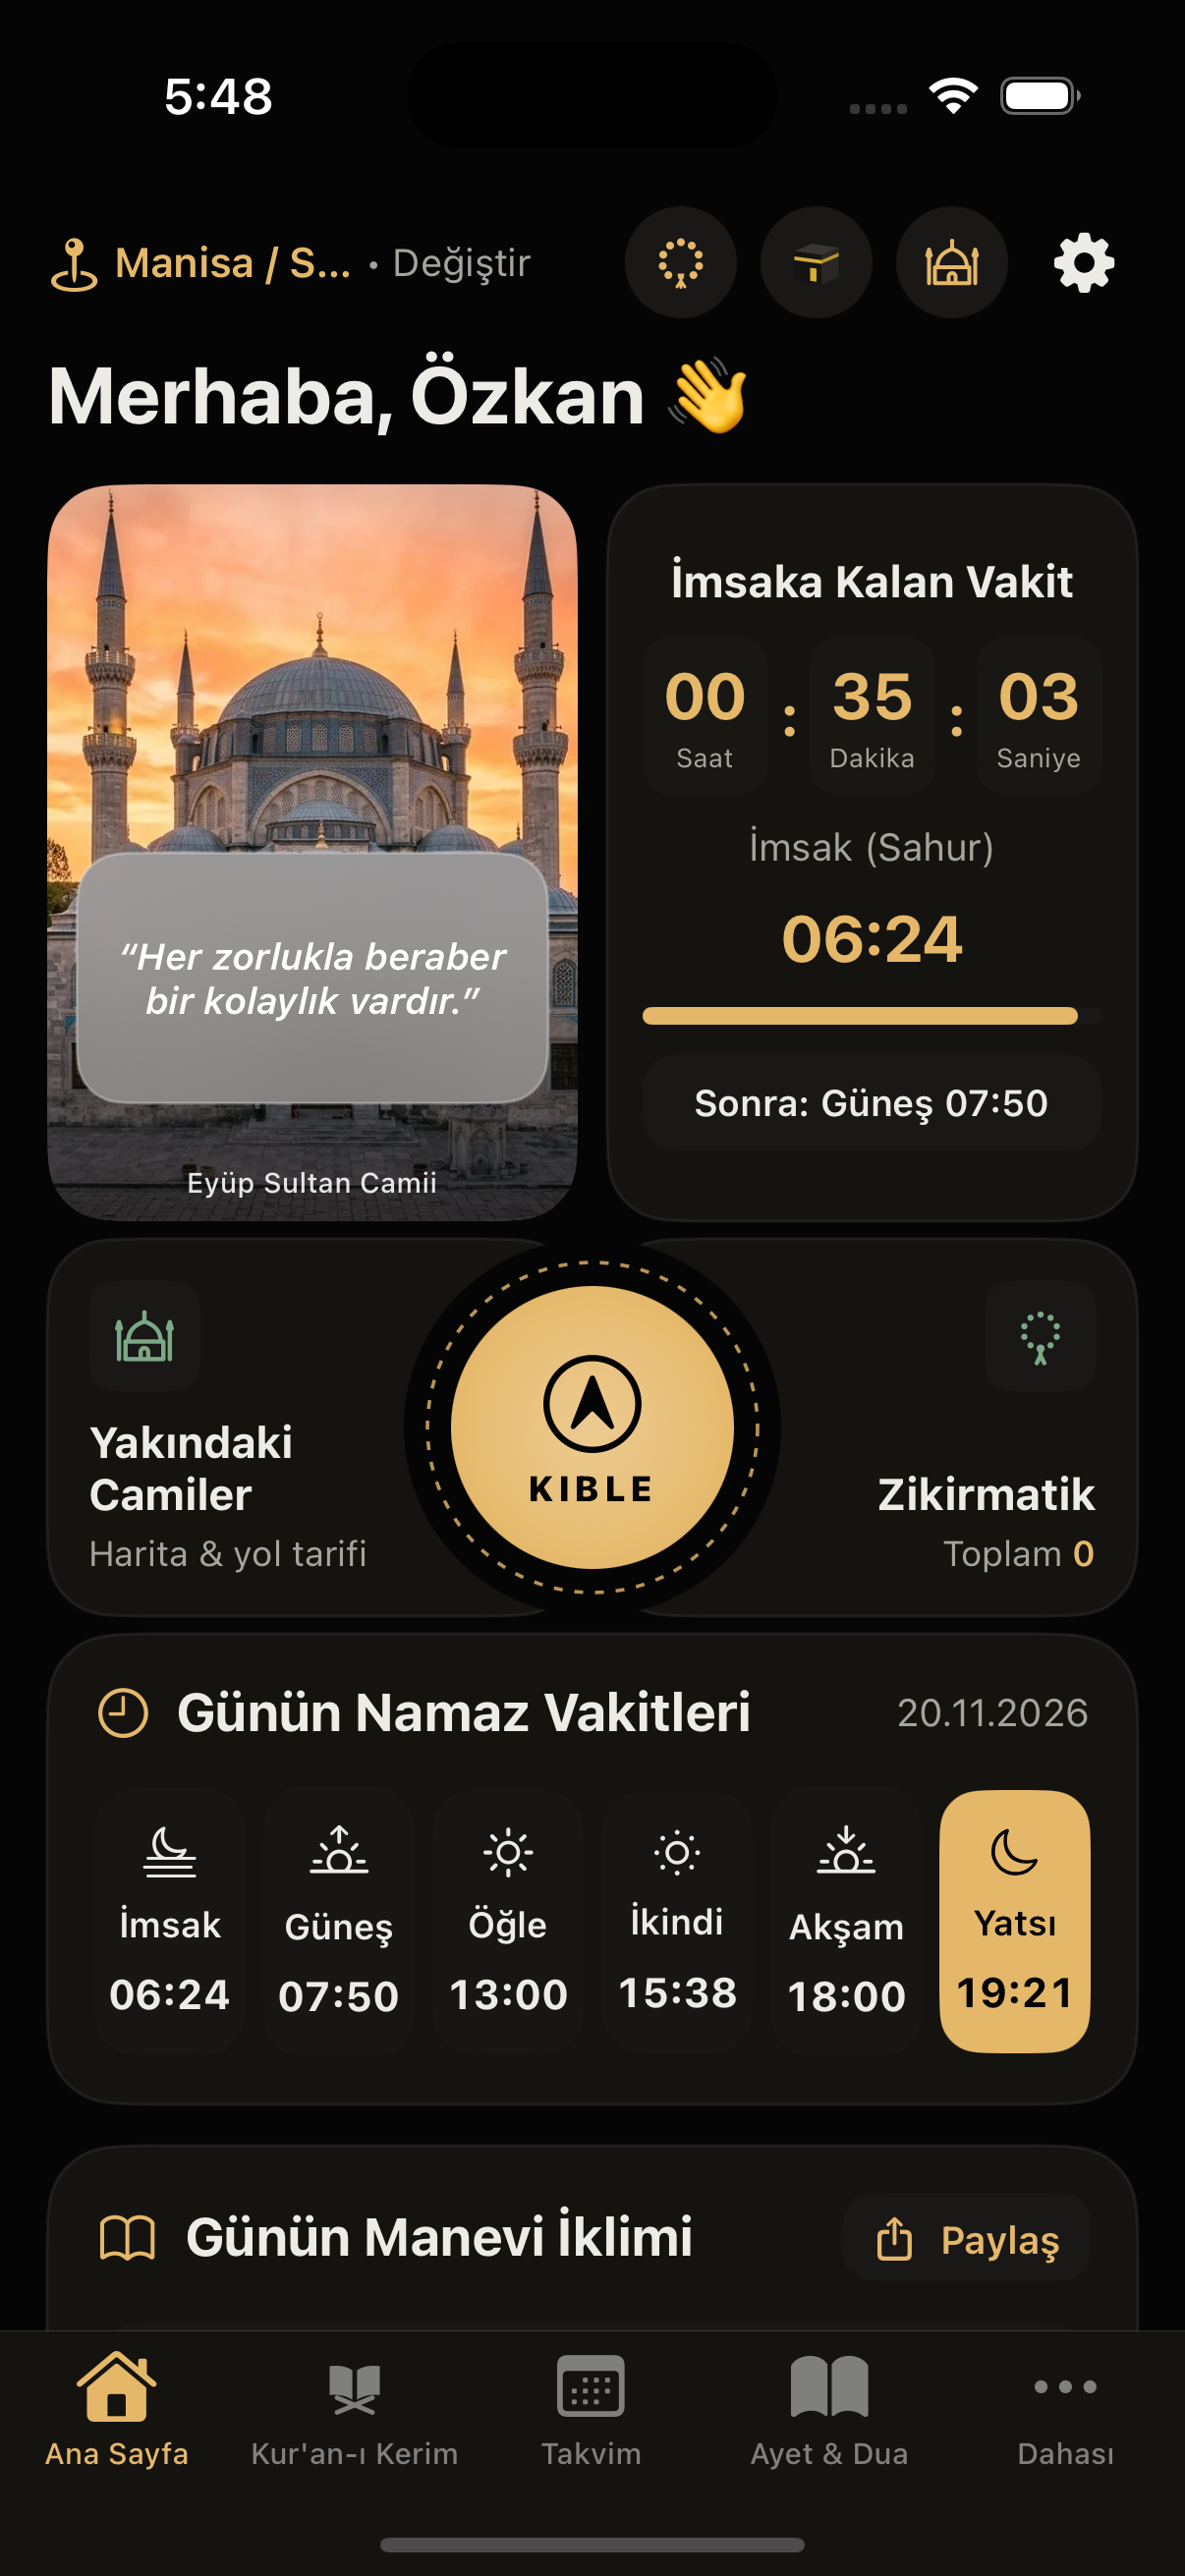 5:48
Manisa / S... • Değiştir
Merhaba, Özkan 👋
“Her zorlukla beraber
bir kolaylık vardır.”
Eyüp Sultan Camii
İmsaka Kalan Vakit
00 : 35 : 03
Saat Dakika Saniye
İmsak (Sahur)
06:24
Sonra: Güneş 07:50
Yakındaki
Camiler
Harita & yol tarifi
KIBLE
Zikirmatik
Toplam 0
Günün Namaz Vakitleri 20.11.2026
İmsak Güneş Öğle İkindi Akşam Yatsı
06:24 07:50 13:00 15:38 18:00 19:21
Günün Manevi İklimi Paylaş
Ana Sayfa Kur'an-ı Kerim Takvim Ayet & Dua Dahası